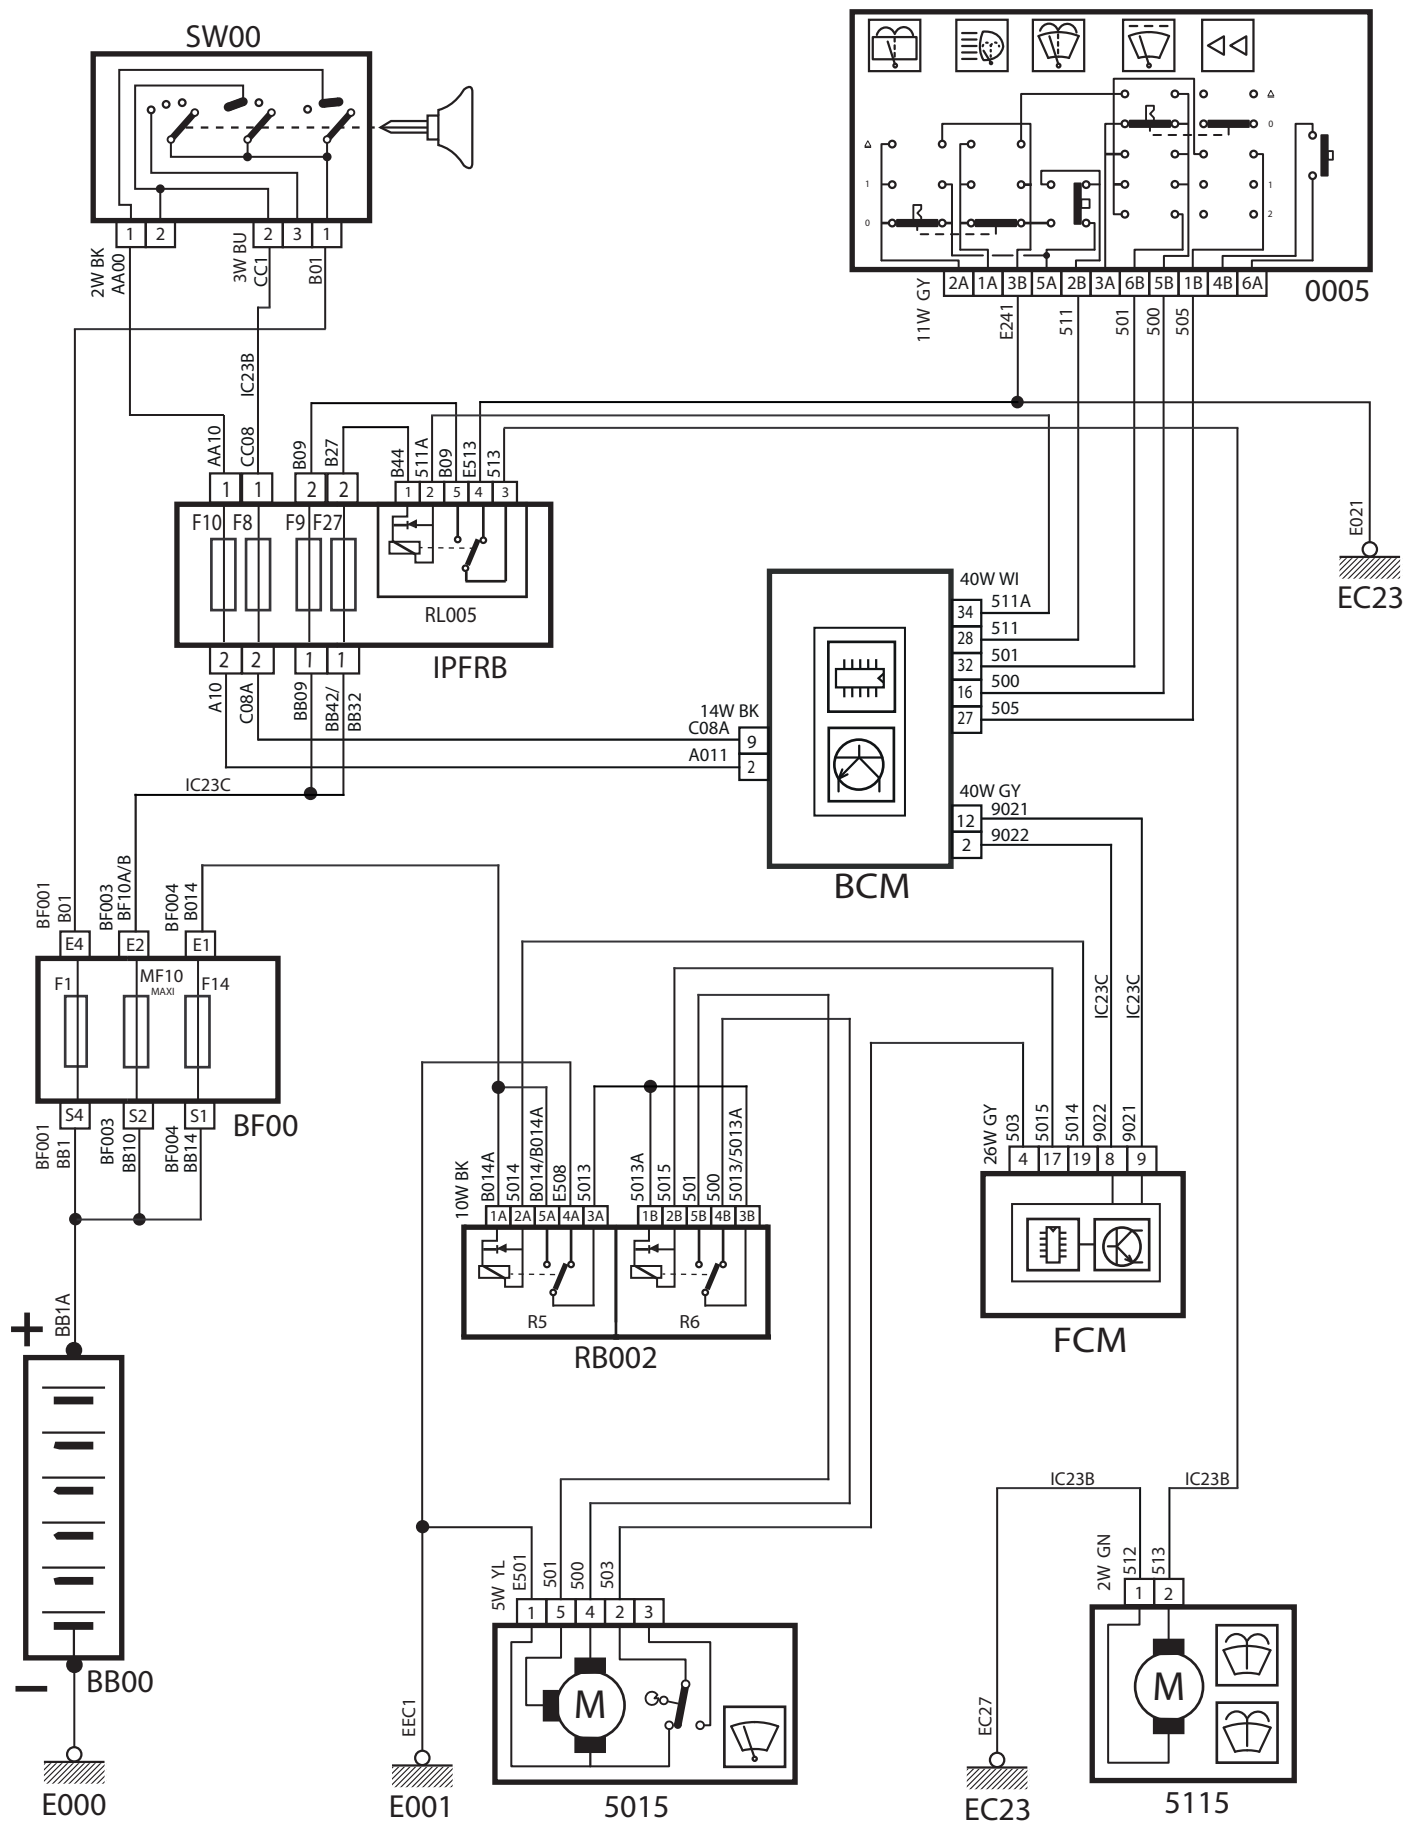 SW00
1 2 2 3 1
2W BK
AA00
3W BU
CC1
B01
△
1
0
△
0
1
2
2A 1A 3B 5A 2B 3A 6B 5B 1B 4B 6A
0005
11W GY
E241
511
501
500
505
IC23B
AA10
CC08
B09
B27
B44
511A
B09
E513
513
1 1 2 2 1 2 5 4 3
F10 F8 F9 F27
RL005
2 2 1 1
IPFRB
A10
C08A
BB09
BB42/
BB32
E021
EC23
40W WI
34 511A
28 511
32 501
16 500
27 505
14W BK
C08A 9
A011 2
40W GY
12 9021
2 9022
BCM
IC23C
BF001
B01
BF003
BF10A/B
BF004
B014
E4 E2 E1
F1 MF10 F14
MAXI
S4 S2 S1
BF00
BF001
BB1
BF003
BB10
BF004
BB14
IC23C
IC23C
10W BK
B014A
5014
B014/B014A
E508
5013
5013A
5015
501
500
5013/5013A
1A 2A 5A 4A 3A 1B 2B 5B 4B 3B
R5 R6
RB002
26W GY
503
5015
5014
9022
9021
4 17 19 8 9
FCM
BB1A
+
−
BB00
E000
EEC1
E001
5W YL
E501
501
500
503
1 5 4 2 3
M
5015
IC23B IC23B
2W GN
512
513
1 2
M
5115
EC27
EC23